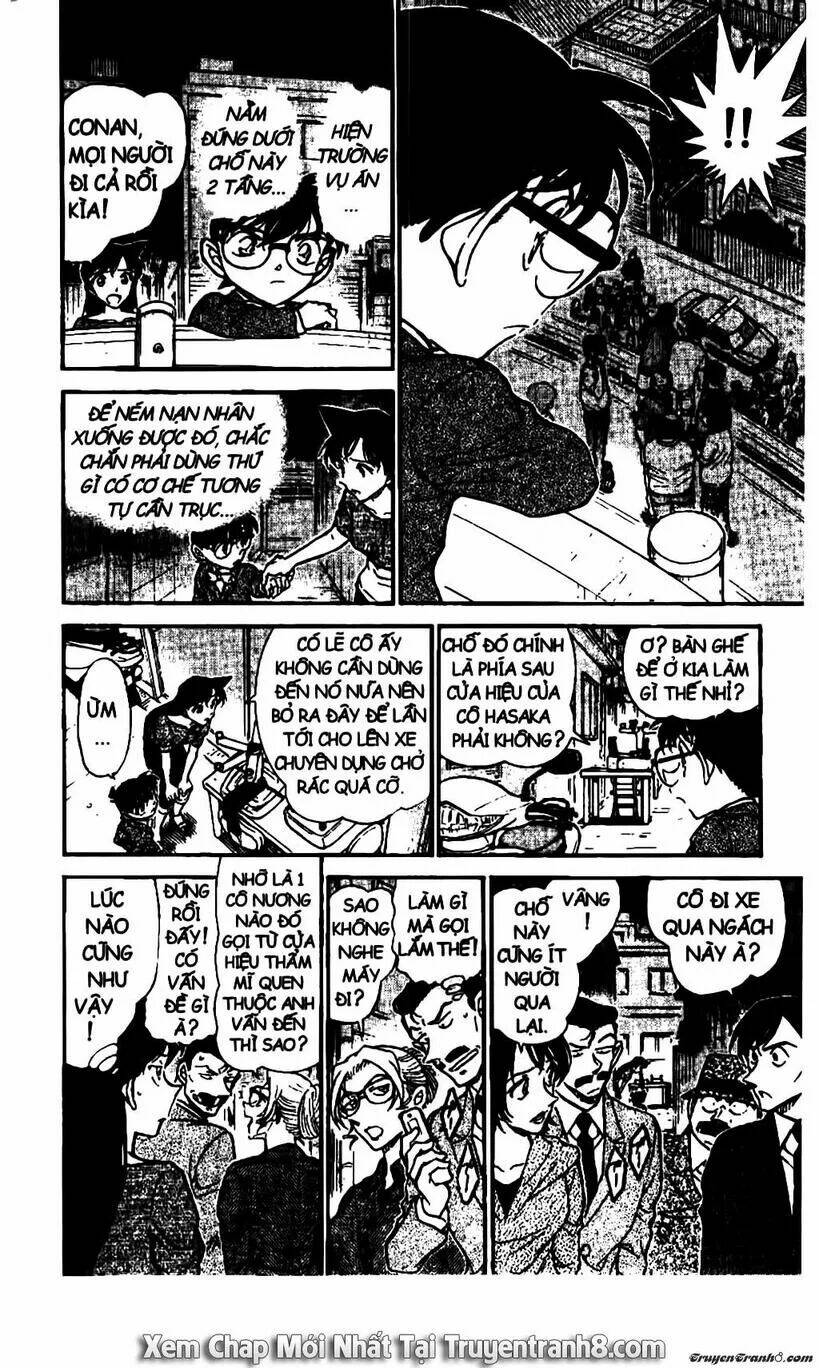 !!
HIỆN
TRƯỜNG
VỤ ÁN
...
NẰM
ĐÚNG DƯỚI
CHỖ NÀY
2 TẦNG...
CONAN,
MỌI NGƯỜI
ĐI CẢ RỒI
KÌA!
ĐỂ NÉM NẠN NHÂN
XUỐNG ĐƯỢC ĐÓ, CHẮC
CHẮN PHẢI DÙNG THỨ
GÌ CÓ CƠ CHẾ TƯƠNG
TỰ CẦN TRỤC...
Ơ? BÀN GHẾ
ĐỂ Ở KIA LÀM
GÌ THẾ NHỈ?
CHỖ ĐÓ CHÍNH
LÀ PHÍA SAU
CỬA HIỆU CỦA
CÔ HASAKA
PHẢI KHÔNG?
CÓ LẼ CÔ ẤY
KHÔNG CẦN DÙNG
ĐẾN NÓ NƯA NÊN
BỎ RA ĐÂY ĐỂ LẦN
TỚI CHO LÊN XE
CHUYÊN DỤNG CHỞ
RÁC QUÁ CỠ.
ỪM
...
CÔ ĐI XE
QUA NGÁCH
NÀY À?
VÂNG
!
CHỖ
NÀY
CŨNG ÍT
NGƯỜI
QUA
LẠI.
LÀM GÌ
MÀ GỌI
LẮM THẾ!
SAO
KHÔNG
NGHE
MÁY
ĐI?
NHỠ LÀ 1
CÔ NƯƠNG
NÀO ĐÓ
GỌI TỪ CỬA
HIỆU THẨM
MĨ QUEN
THUỘC ANH
VẪN ĐẾN
THÌ SAO?
ĐÚNG
RỒI
ĐẤY!
CÓ
VẤN
ĐỀ GÌ
À?
LÚC
NÀO
CŨNG
NHƯ
VẬY
!
Xem Chap Mới Nhất Tại Truyentranh8.com
TruyenTranh8.com